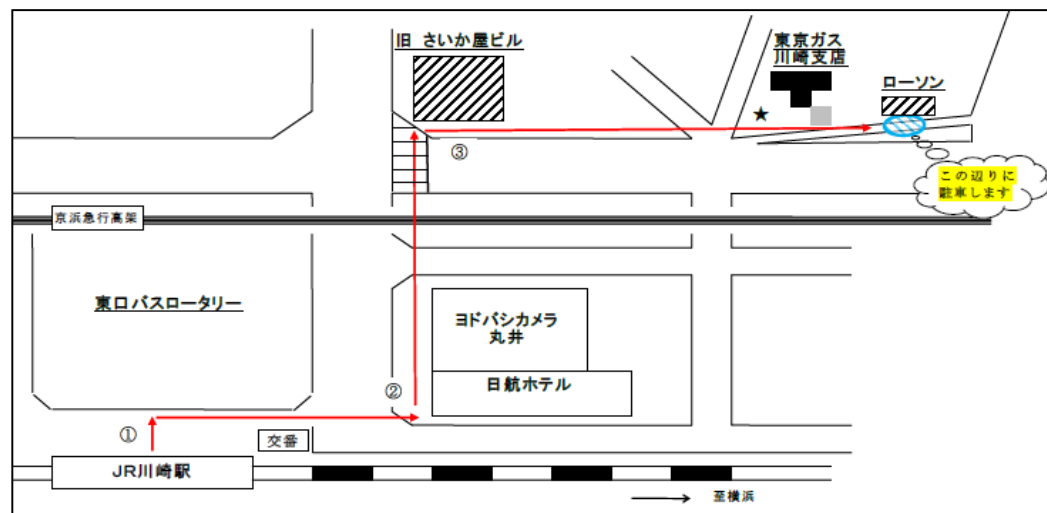 旧 さいか屋ビル
東京ガス
川崎支店
ローソン
★
③
この辺りに
駐車します
京浜急行高架
東口バスロータリー
ヨドバシカメラ
丸井
日航ホテル
②
①
交番
JR川崎駅
至横浜